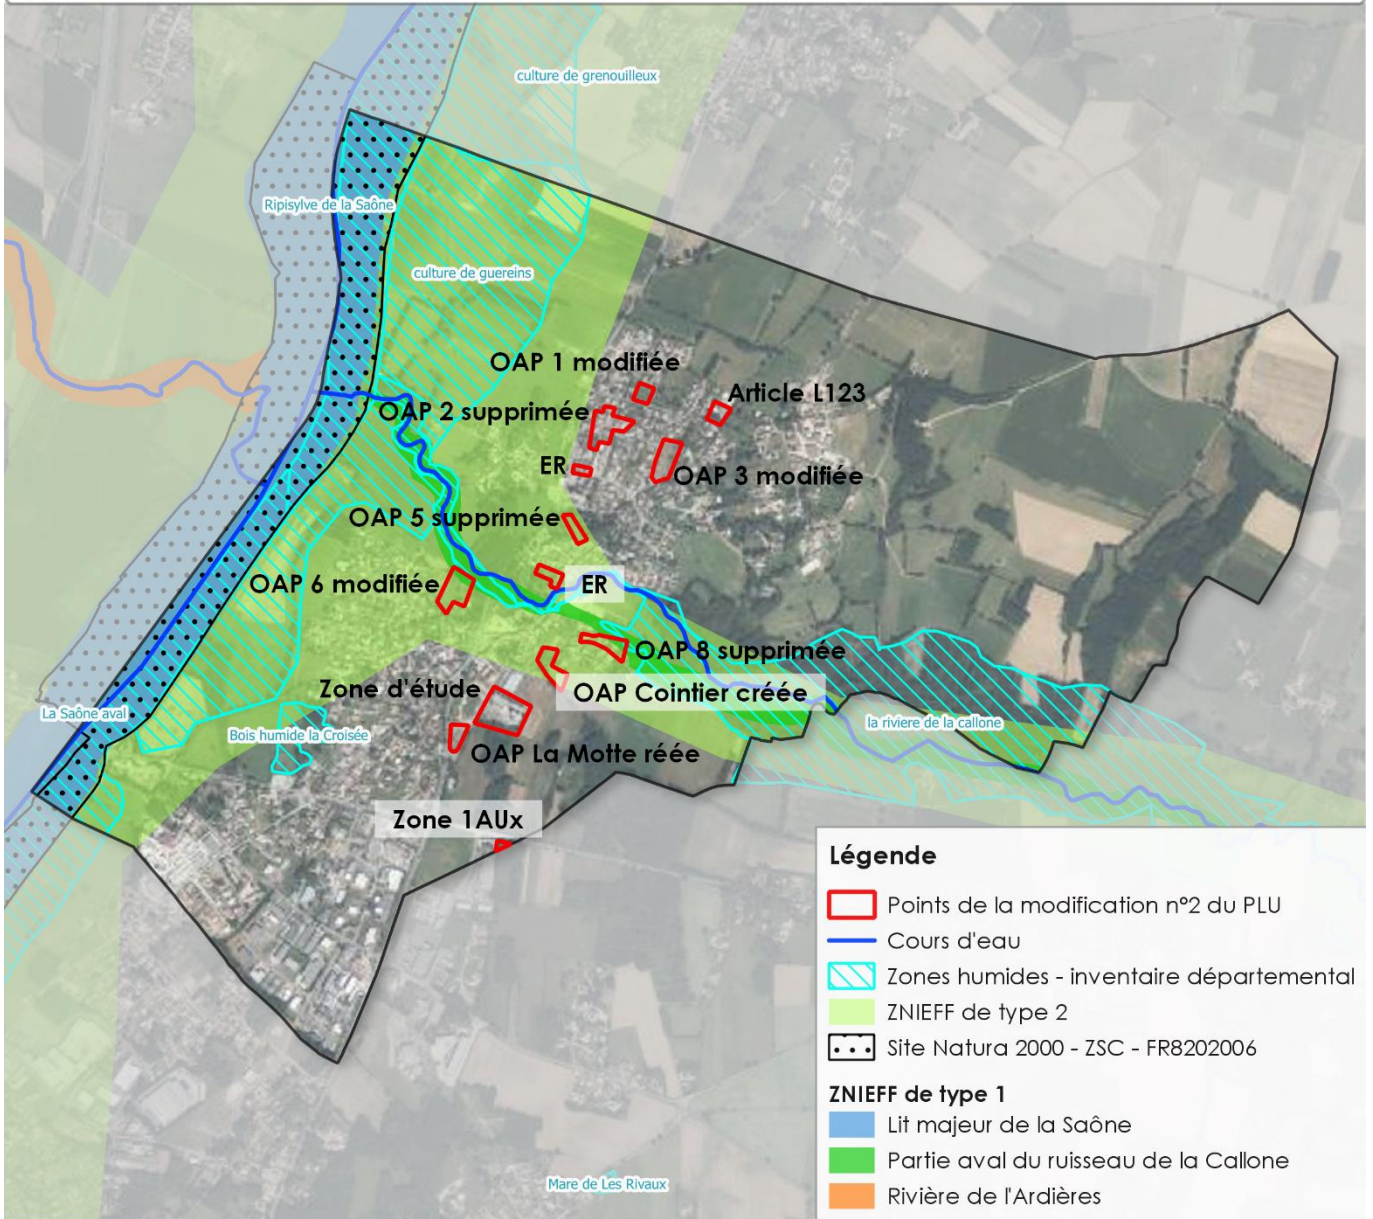 culture de grenouilleux
Ripisylve de la Saône
culture de guereins
OAP 1 modifiée
Article L123
OAP 2 supprimée
ER
OAP 3 modifiée
OAP 5 supprimée
OAP 6 modifiée
ER
OAP 8 supprimée
Zone d'étude
OAP Cointier créée
La Saône aval
Bois humide la Croisée
la riviere de la callone
OAP La Motte réée
Zone 1AUx
Légende
Points de la modification n°2 du PLU
Cours d'eau
Zones humides - inventaire départemental
ZNIEFF de type 2
Site Natura 2000 - ZSC - FR8202006
ZNIEFF de type 1
Lit majeur de la Saône
Partie aval du ruisseau de la Callone
Rivière de l'Ardières
Mare de Les Rivaux